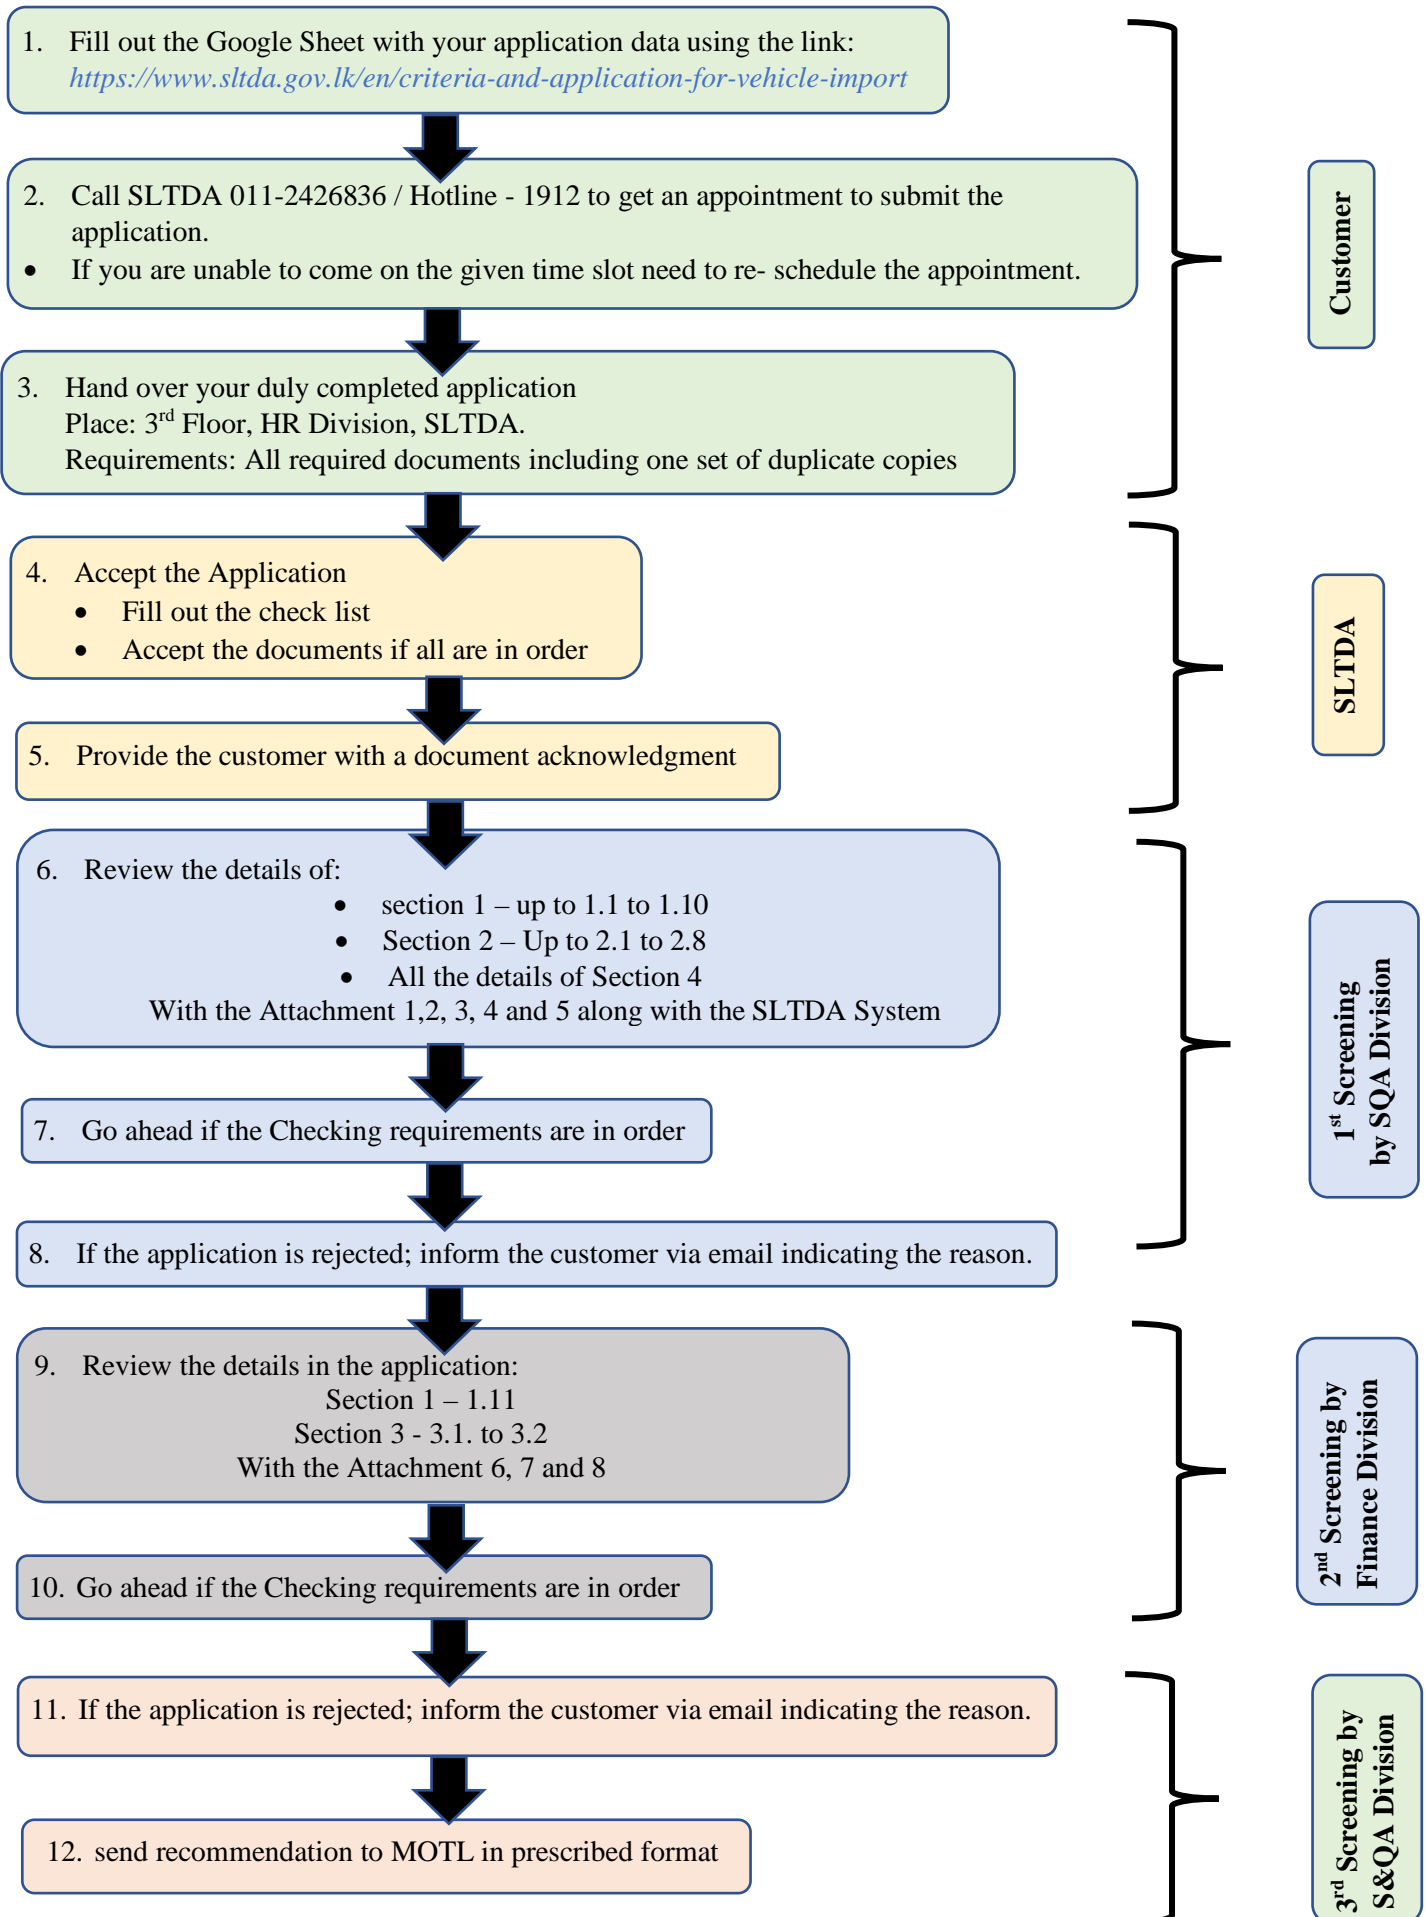 1. Fill out the Google Sheet with your application data using the link:
https://www.sltda.gov.lk/en/criteria-and-application-for-vehicle-import
2. Call SLTDA 011-2426836 / Hotline - 1912 to get an appointment to submit the
application.
• If you are unable to come on the given time slot need to re- schedule the appointment.
Customer
3. Hand over your duly completed application
Place: 3rd Floor, HR Division, SLTDA.
Requirements: All required documents including one set of duplicate copies
4. Accept the Application
• Fill out the check list
• Accept the documents if all are in order
SLTDA
5. Provide the customer with a document acknowledgment
6. Review the details of:
• section 1 – up to 1.1 to 1.10
• Section 2 – Up to 2.1 to 2.8
• All the details of Section 4
With the Attachment 1,2, 3, 4 and 5 along with the SLTDA System
1st Screening
by SQA Division
7. Go ahead if the Checking requirements are in order
8. If the application is rejected; inform the customer via email indicating the reason.
9. Review the details in the application:
Section 1 – 1.11
Section 3 - 3.1. to 3.2
With the Attachment 6, 7 and 8
2nd Screening by
Finance Division
10. Go ahead if the Checking requirements are in order
11. If the application is rejected; inform the customer via email indicating the reason.
12. send recommendation to MOTL in prescribed format
3rd Screening by
S&QA Division